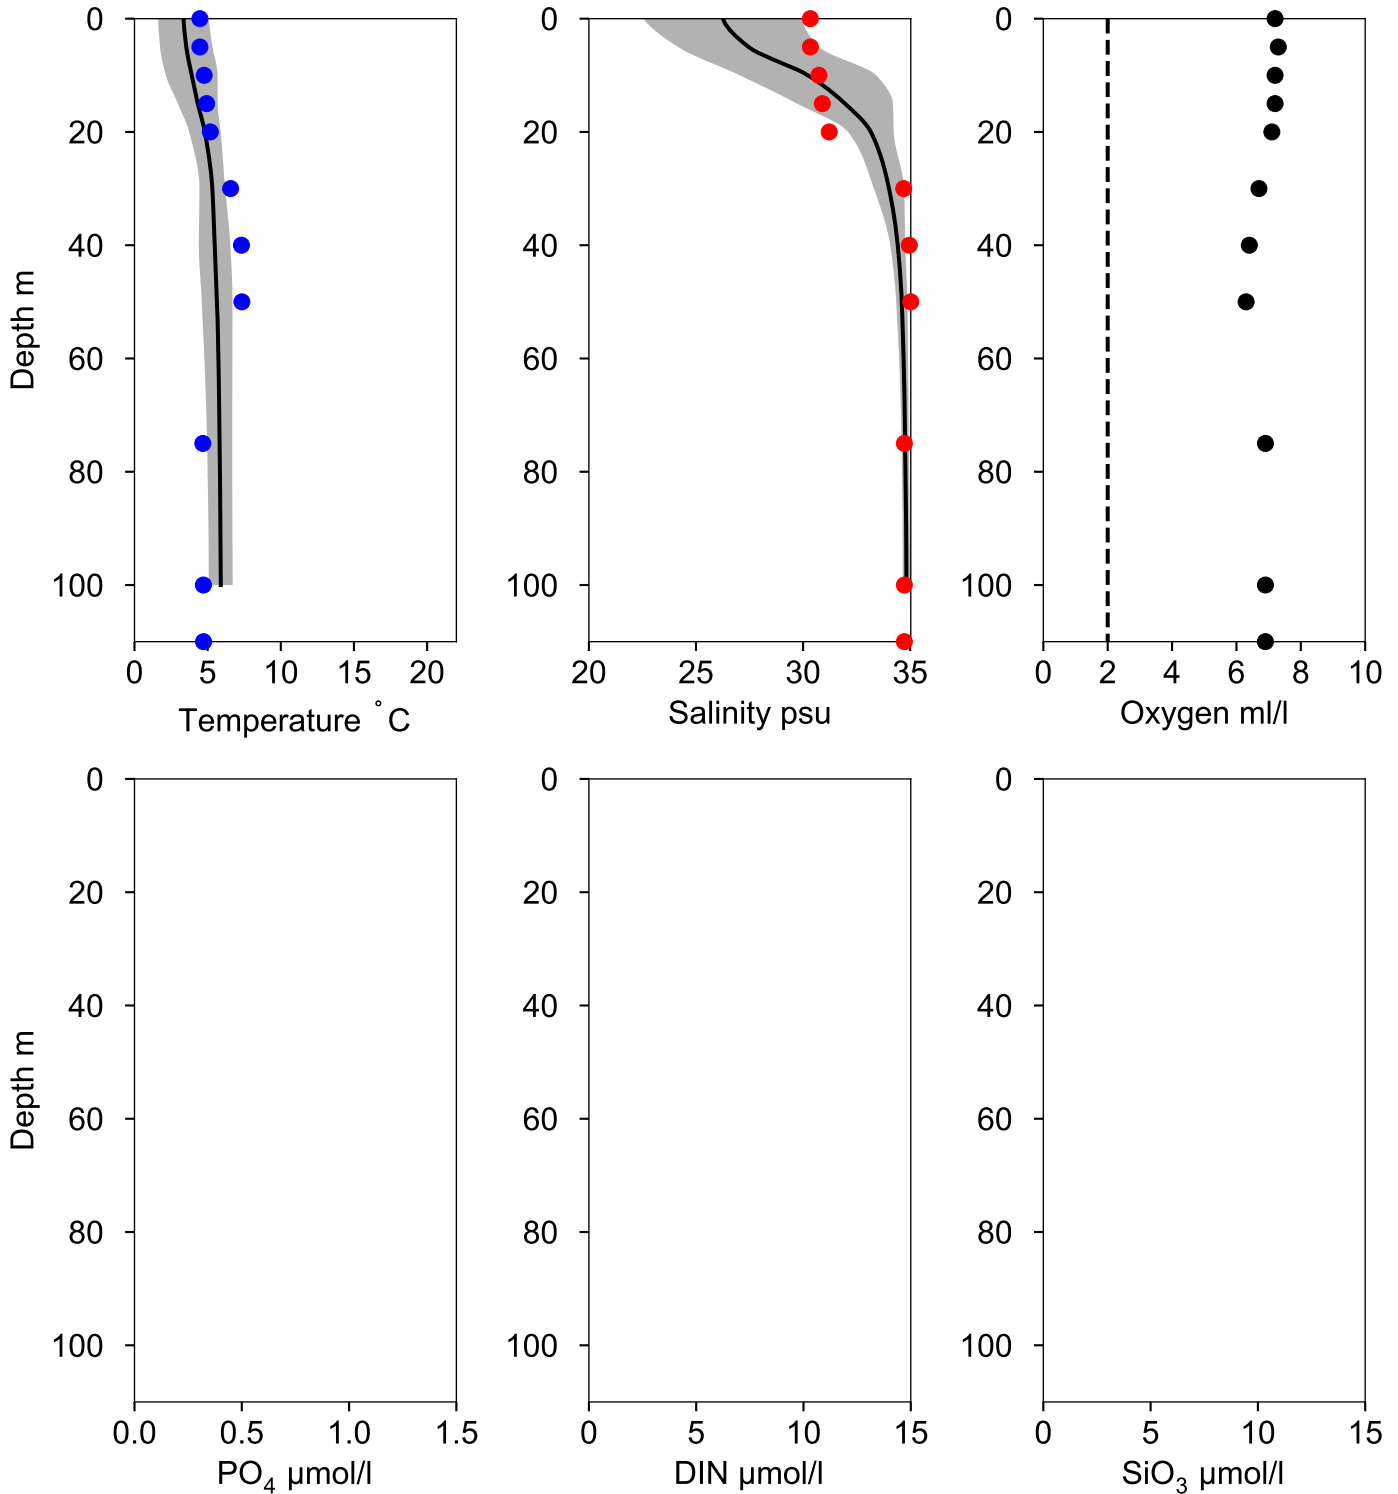 0
20
40
60
80
100
Depth m
0 5 10 15 20
Temperature °C
0
20
40
60
80
100
20 25 30 35
Salinity psu
0
20
40
60
80
100
0 2 4 6 8 10
Oxygen ml/l
0
20
40
60
80
100
Depth m
0.0 0.5 1.0 1.5
PO₄ µmol/l
0
20
40
60
80
100
0 5 10 15
DIN µmol/l
0
20
40
60
80
100
0 5 10 15
SiO₃ µmol/l